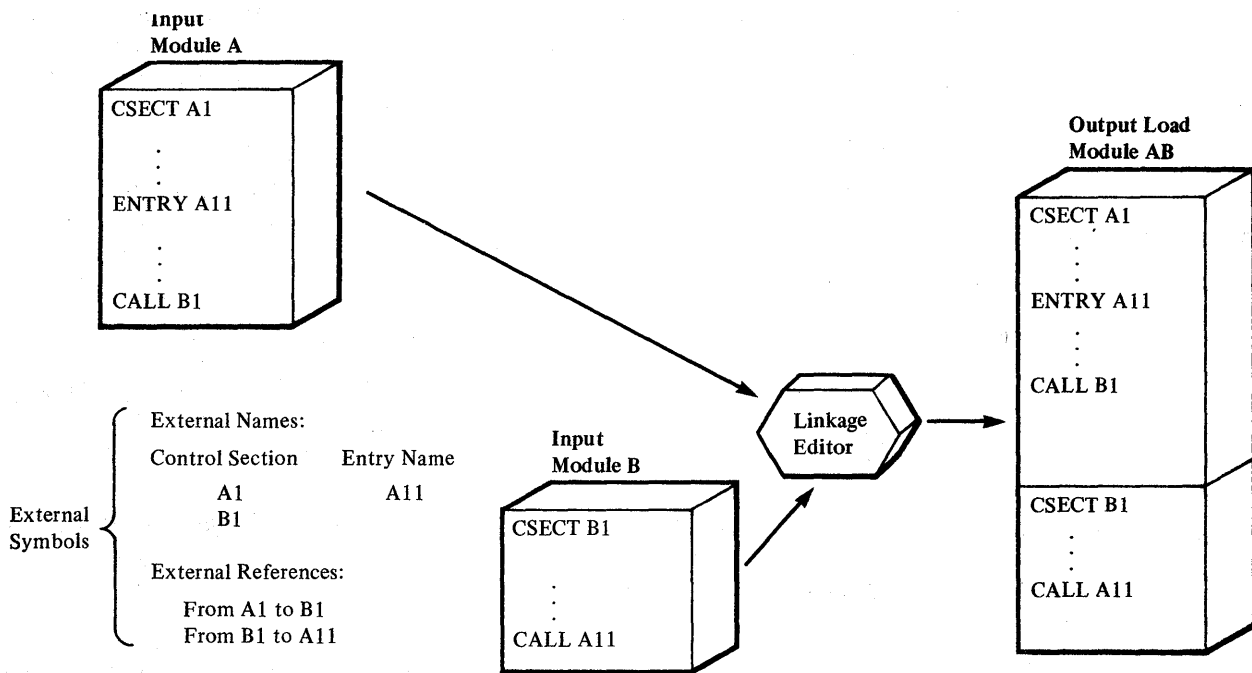 Input
Module A
CSECT A1
ENTRY A11
CALL B1
Output Load
Module AB
CSECT A1
ENTRY A11
CALL B1
CSECT B1
CALL A11
Linkage
Editor
Input
Module B
CSECT B1
CALL A11
External
Symbols
External Names:
Control Section Entry Name
A1 A11
B1
External References:
From A1 to B1
From B1 to A11